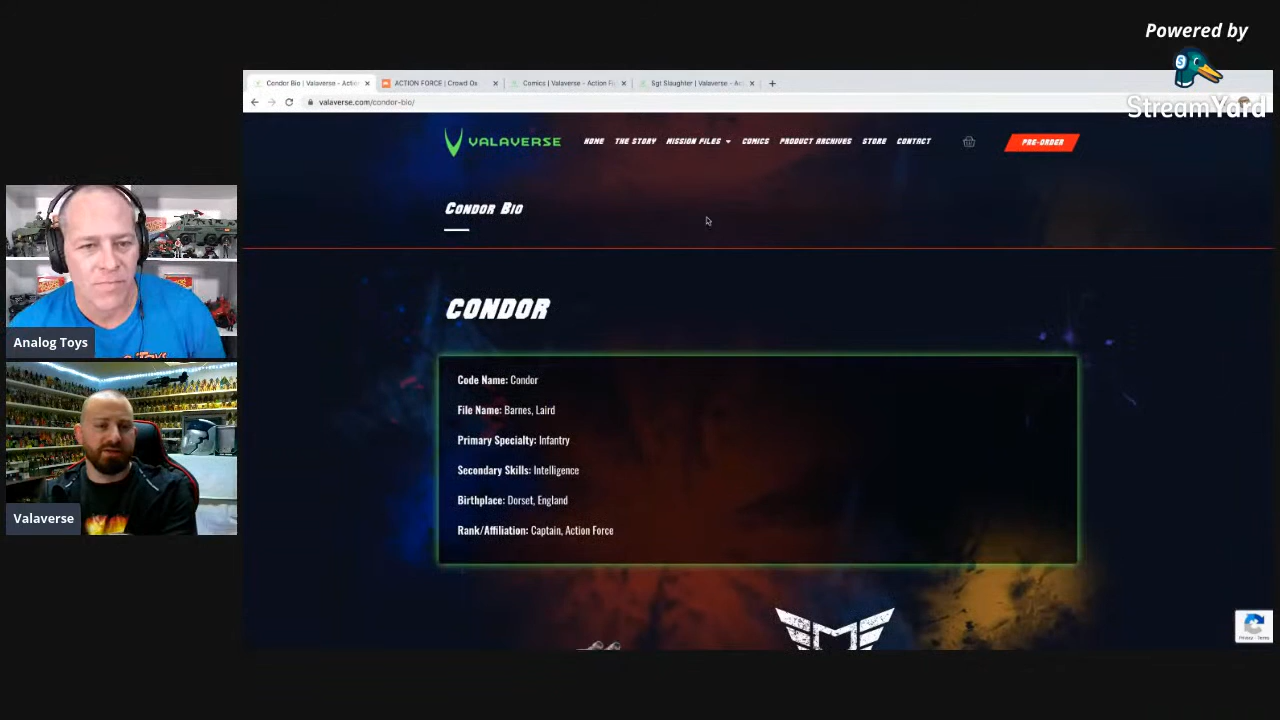 Powered by
StreamYard
Condor Bio | Valaverse - Actio
ACTION FORCE | Crowd Ox
Comics | Valaverse - Action Fi
Sgt Slaughter | Valaverse - Ac
valaverse.com/condor-bio/
VALAVERSE
HOME THE STORY MISSION FILES COMICS PRODUCT ARCHIVES STORE CONTACT
PRE-ORDER
CONDOR BIO
CONDOR
Code Name: Condor
File Name: Barnes, Laird
Primary Specialty: Infantry
Secondary Skills: Intelligence
Birthplace: Dorset, England
Rank/Affiliation: Captain, Action Force
Analog Toys
Valaverse
Privacy - Terms